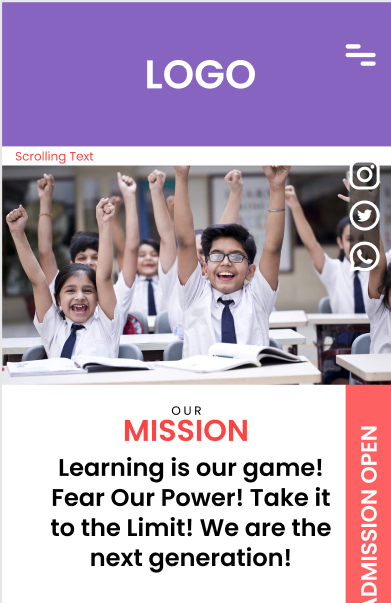 LOGO
Scrolling Text
OUR
MISSION
Learning is our game!
Fear Our Power! Take it
to the Limit! We are the
next generation!
ADMISSION OPEN